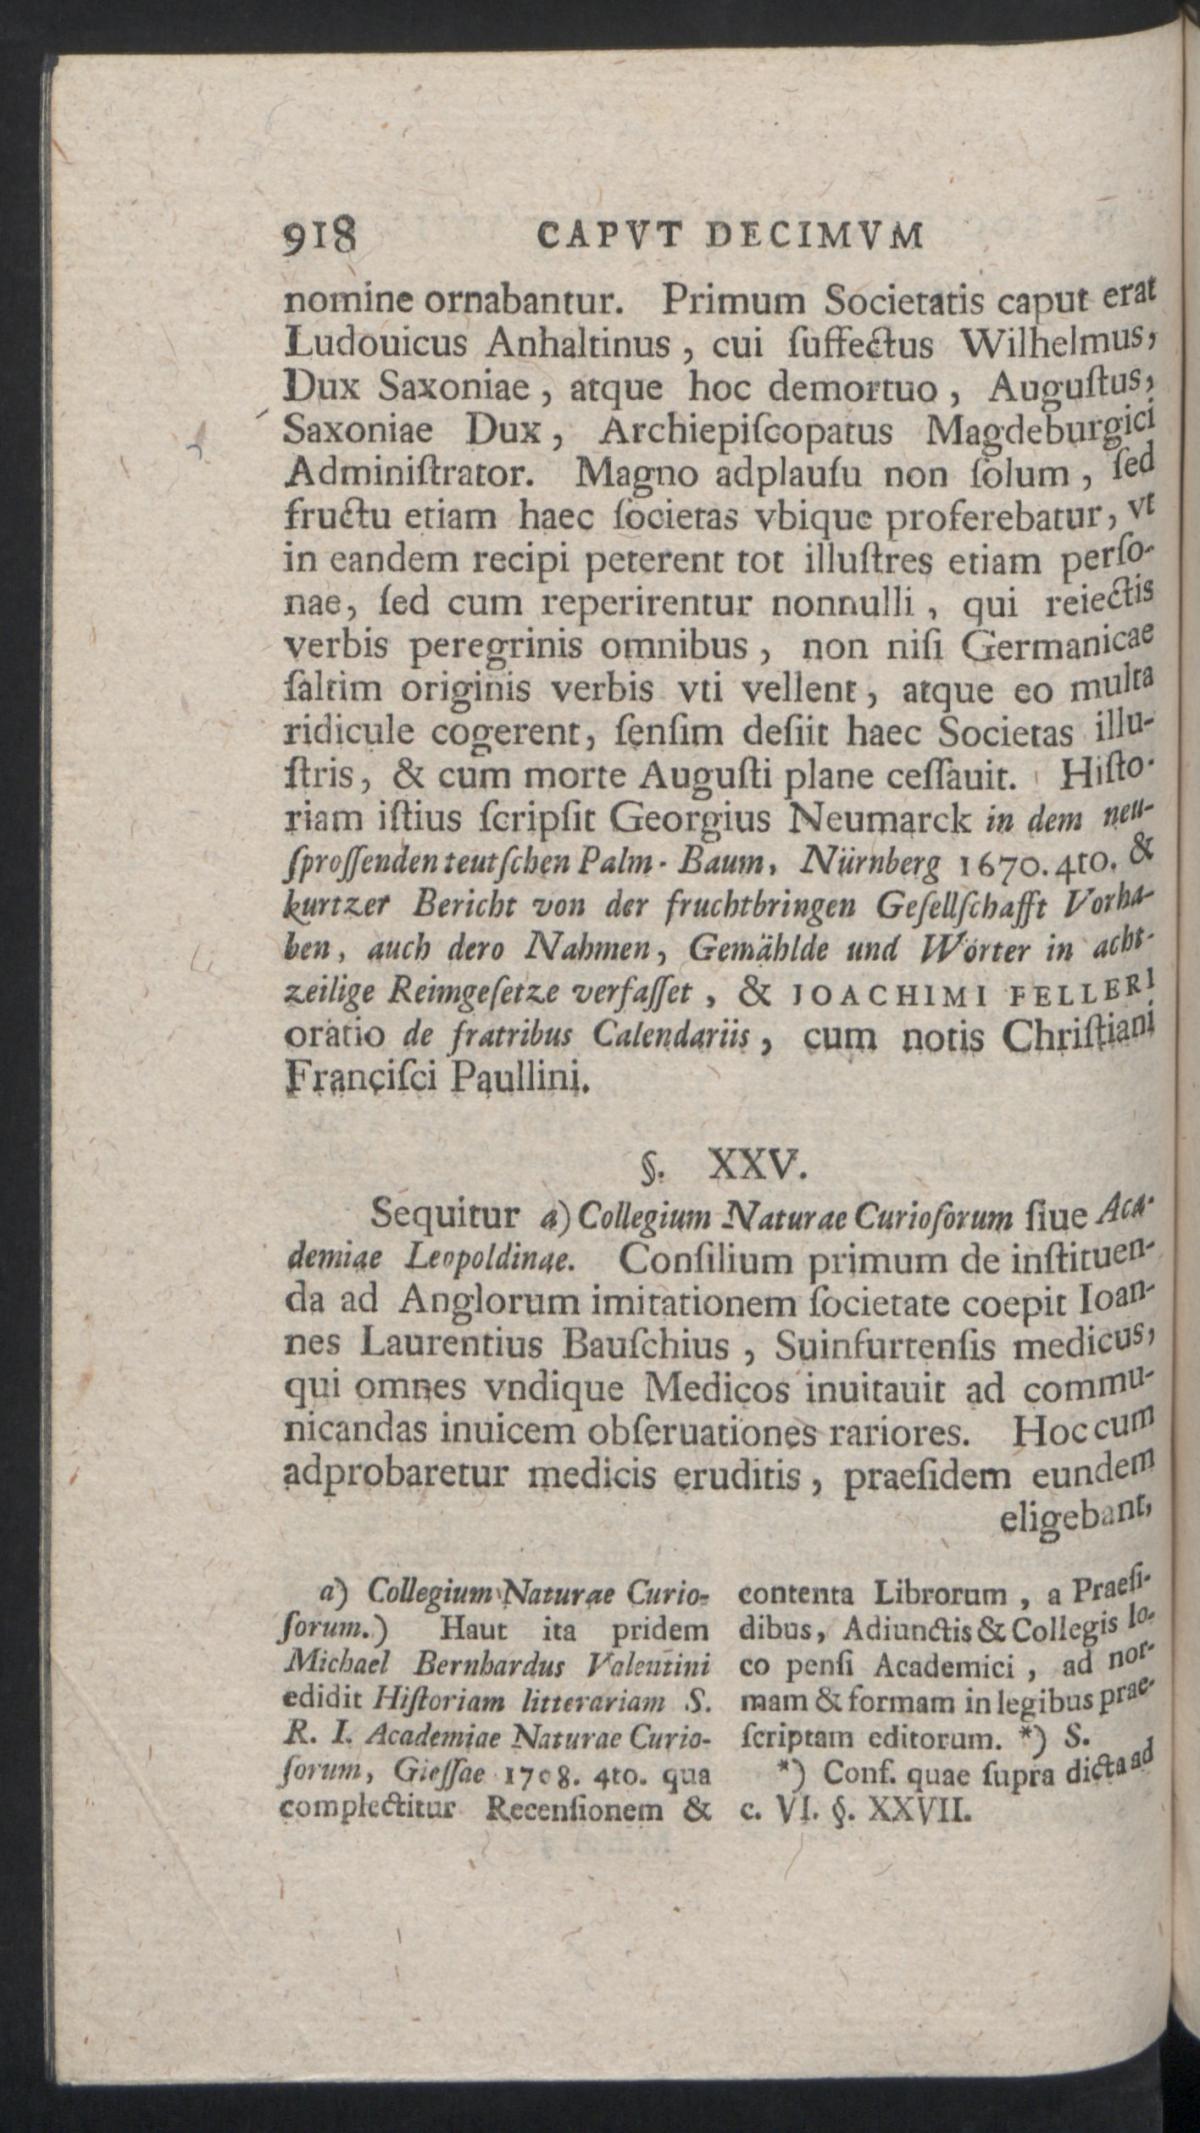 918 CAPVT DECIMVM
nomine ornabantur. Primum Societatis caput erat
Ludouicus Anhaltinus, cui ſuffectus Wilhelmus,
Dux Saxoniae, atque hoc demortuo, Auguſtus,
Saxoniae Dux, Archiepiſcopatus Magdeburgici
Adminiſtrator. Magno adplauſu non ſolum, ſed
fructu etiam haec ſocietas vbique proferebatur, vt
in eandem recipi peterent tot illuſtres etiam perſo-
nae, ſed cum reperirentur nonnulli, qui reiectis
verbis peregrinis omnibus, non niſi Germanicae
ſaltim originis verbis vti vellent, atque eo multa
ridicule cogerent, ſenſim deſiit haec Societas illu-
ſtris, & cum morte Auguſti plane ceſſauit. Hiſto-
riam iſtius ſcripſit Georgius Neumarck in dem neu-
ſproſſenden teutſchen Palm-Baum, Nürnberg 1670. 4to. &
kurtzer Bericht von der fruchtbringen Geſellſchafft Vorha-
ben, auch dero Nahmen, Gemählde und Wörter in acht-
zeilige Reimgeſetze verfaſſet, & JOACHIMI FELLERI
oratio de fratribus Calendariis, cum notis Chriſtiani
Franciſci Paullini.
§. XXV.
Sequitur a) Collegium Naturae Curioſorum ſiue Aca-
demiae Leopoldinae. Conſilium primum de inſtituen-
da ad Anglorum imitationem ſocietate coepit Ioan-
nes Laurentius Bauſchius, Suinfurtenſis medicus,
qui omnes vndique Medicos inuitauit ad commu-
nicandas inuicem obſeruationes rariores. Hoc cum
adprobaretur medicis eruditis, praeſidem eundem
eligebant,
a) Collegium Naturae Curio-
ſorum.) Haut ita pridem
Michael Bernhardus Valentini
edidit Hiſtoriam litterariam S.
R. I. Academiae Naturae Curio-
ſorum, Gieſſae 1708. 4to. qua
complectitur Recenſionem &
contenta Librorum, a Praeſi-
dibus, Adiunctis & Collegis lo-
co penſi Academici, ad nor-
mam & formam in legibus prae-
ſcriptam editorum. *) S.
*) Conf. quae ſupra dicta ad
c. VI. §. XXVII.